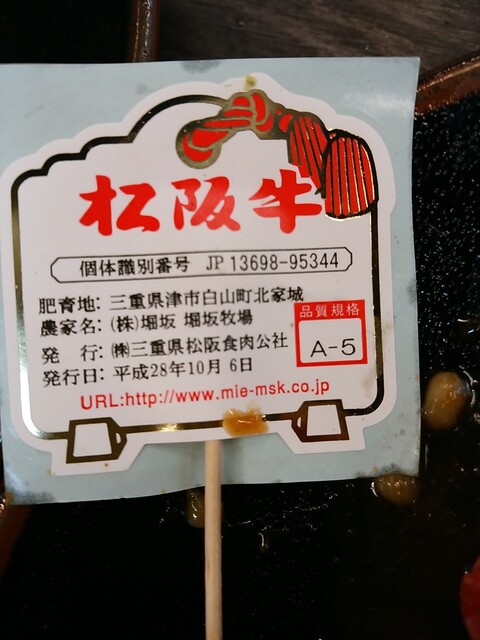 松阪牛
個体識別番号 JP13698-95344
肥育地: 三重県津市白山町北家城
農家名: (株)堀坂 堀坂牧場
発 行: ㈱三重県松阪食肉公社
発行日: 平成28年10月 6日
品質規格
A-5
URL:http://www.mie-msk.co.jp